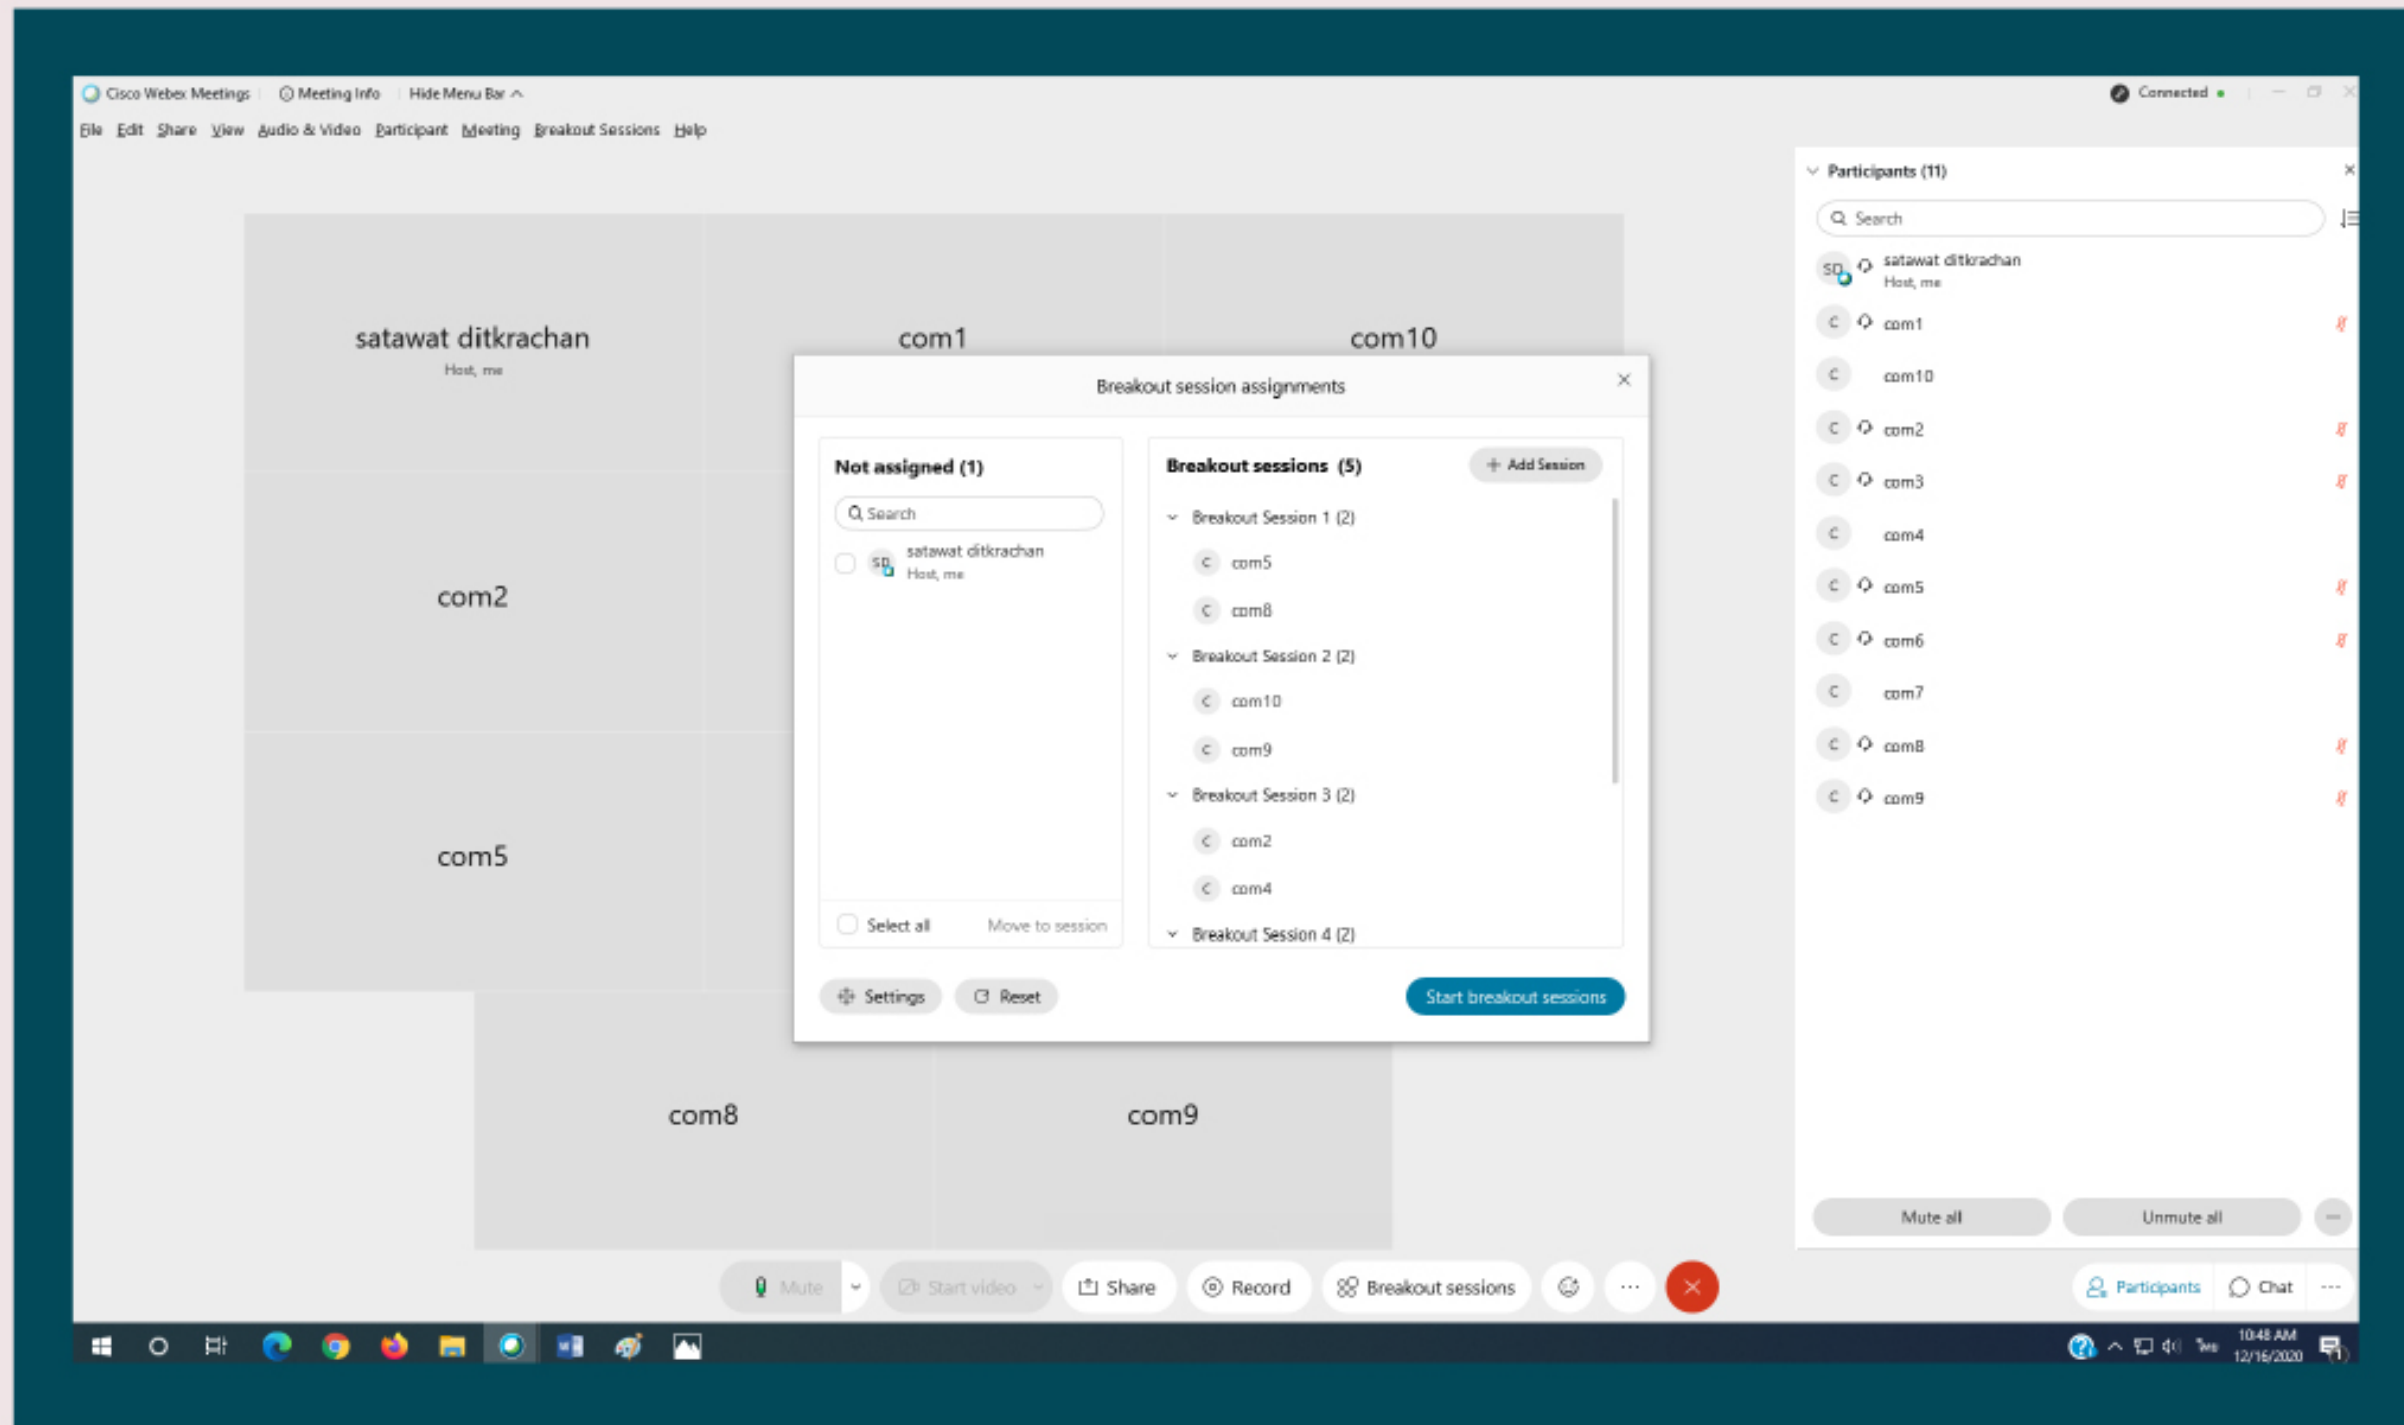 Cisco Webex Meetings Meeting Info Hide Menu Bar
Connected
File Edit Share View Audio & Video Participant Meeting Breakout Sessions Help
satawat ditkrachan
Host, me
com1
com10
com2
com5
com8
com9
Breakout session assignments
Not assigned (1)
Search
SD satawat ditkrachan
Host, me
Select all Move to session
Breakout sessions (5) + Add Session
Breakout Session 1 (2)
C com5
C com8
Breakout Session 2 (2)
C com10
C com9
Breakout Session 3 (2)
C com2
C com4
Breakout Session 4 (2)
Settings Reset Start breakout sessions
Participants (11)
Search
SD satawat ditkrachan
Host, me
C com1
C com10
C com2
C com3
C com4
C com5
C com6
C com7
C com8
C com9
Mute all Unmute all
Mute Start video Share Record Breakout sessions
Participants Chat
10:48 AM
12/16/2020